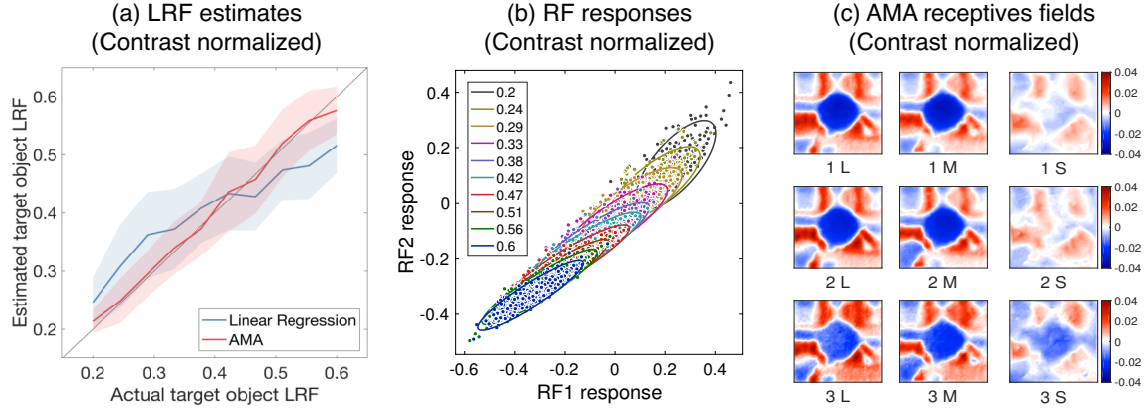 (a) LRF estimates
(Contrast normalized)
0.6
0.5
0.4
0.3
0.2
Estimated target object LRF
Linear Regression
AMA
0.2 0.3 0.4 0.5 0.6
Actual target object LRF
(b) RF responses
(Contrast normalized)
0.4
0.2
0
-0.2
-0.4
RF2 response
0.2
0.24
0.29
0.33
0.38
0.42
0.47
0.51
0.56
0.6
-0.6 -0.4 -0.2 0 0.2 0.4
RF1 response
(c) AMA receptives fields
(Contrast normalized)
0.04
0.02
0
-0.02
-0.04
1 L 1 M 1 S
0.04
0.02
0
-0.02
-0.04
2 L 2 M 2 S
0.04
0.02
0
-0.02
-0.04
3 L 3 M 3 S